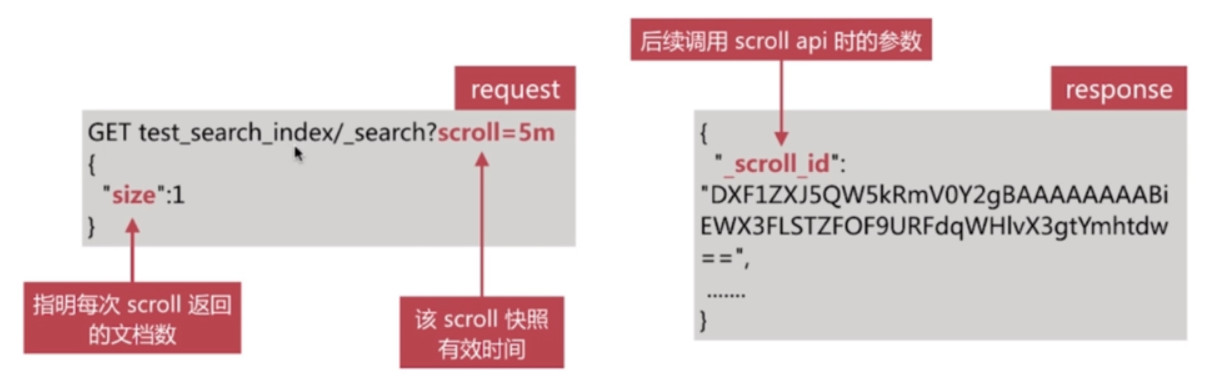 request
GET test_search_index/_search?scroll=5m
{
"size":1
}
指明每次 scroll 返回
的文档数
该 scroll 快照
有效时间
后续调用 scroll api 时的参数
response
{
"_scroll_id":
"DXF1ZXJ5QW5kRmV0Y2gBAAAAAAAABi
EWX3FLSTZFOF9URFdqWHlvX3gtYmhtdw
==",
.......
}